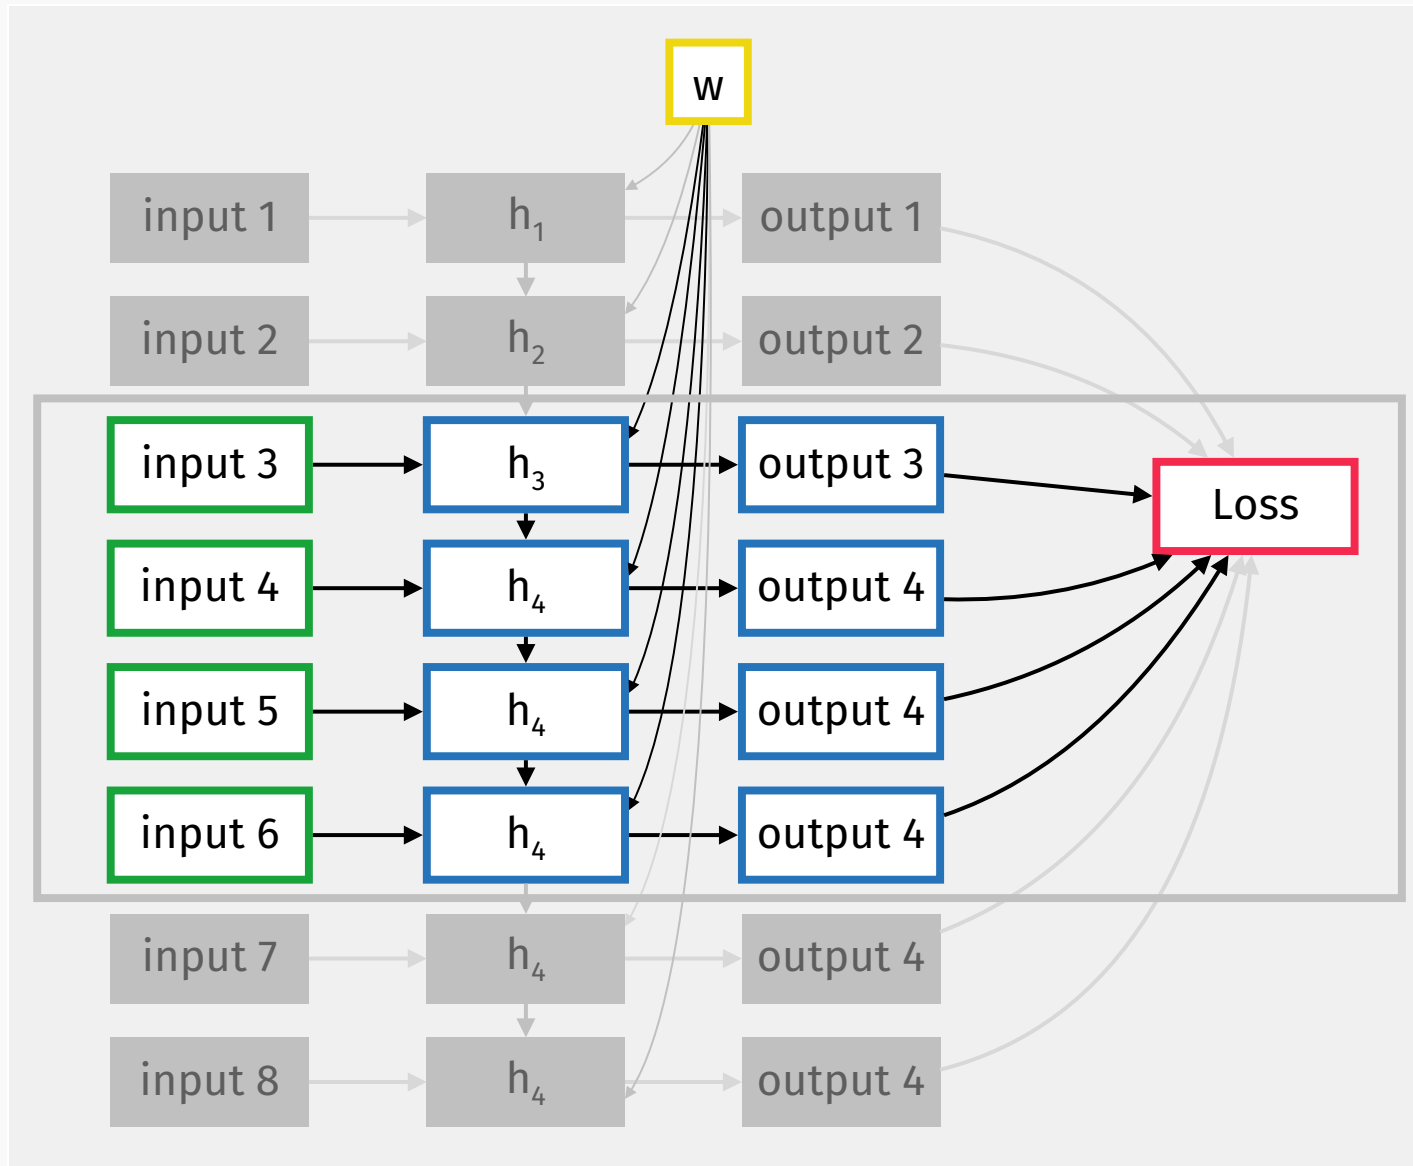 w
input 1 h₁ output 1
input 2 h₂ output 2
input 3 h₃ output 3
Loss
input 4 h₄ output 4
input 5 h₄ output 4
input 6 h₄ output 4
input 7 h₄ output 4
input 8 h₄ output 4